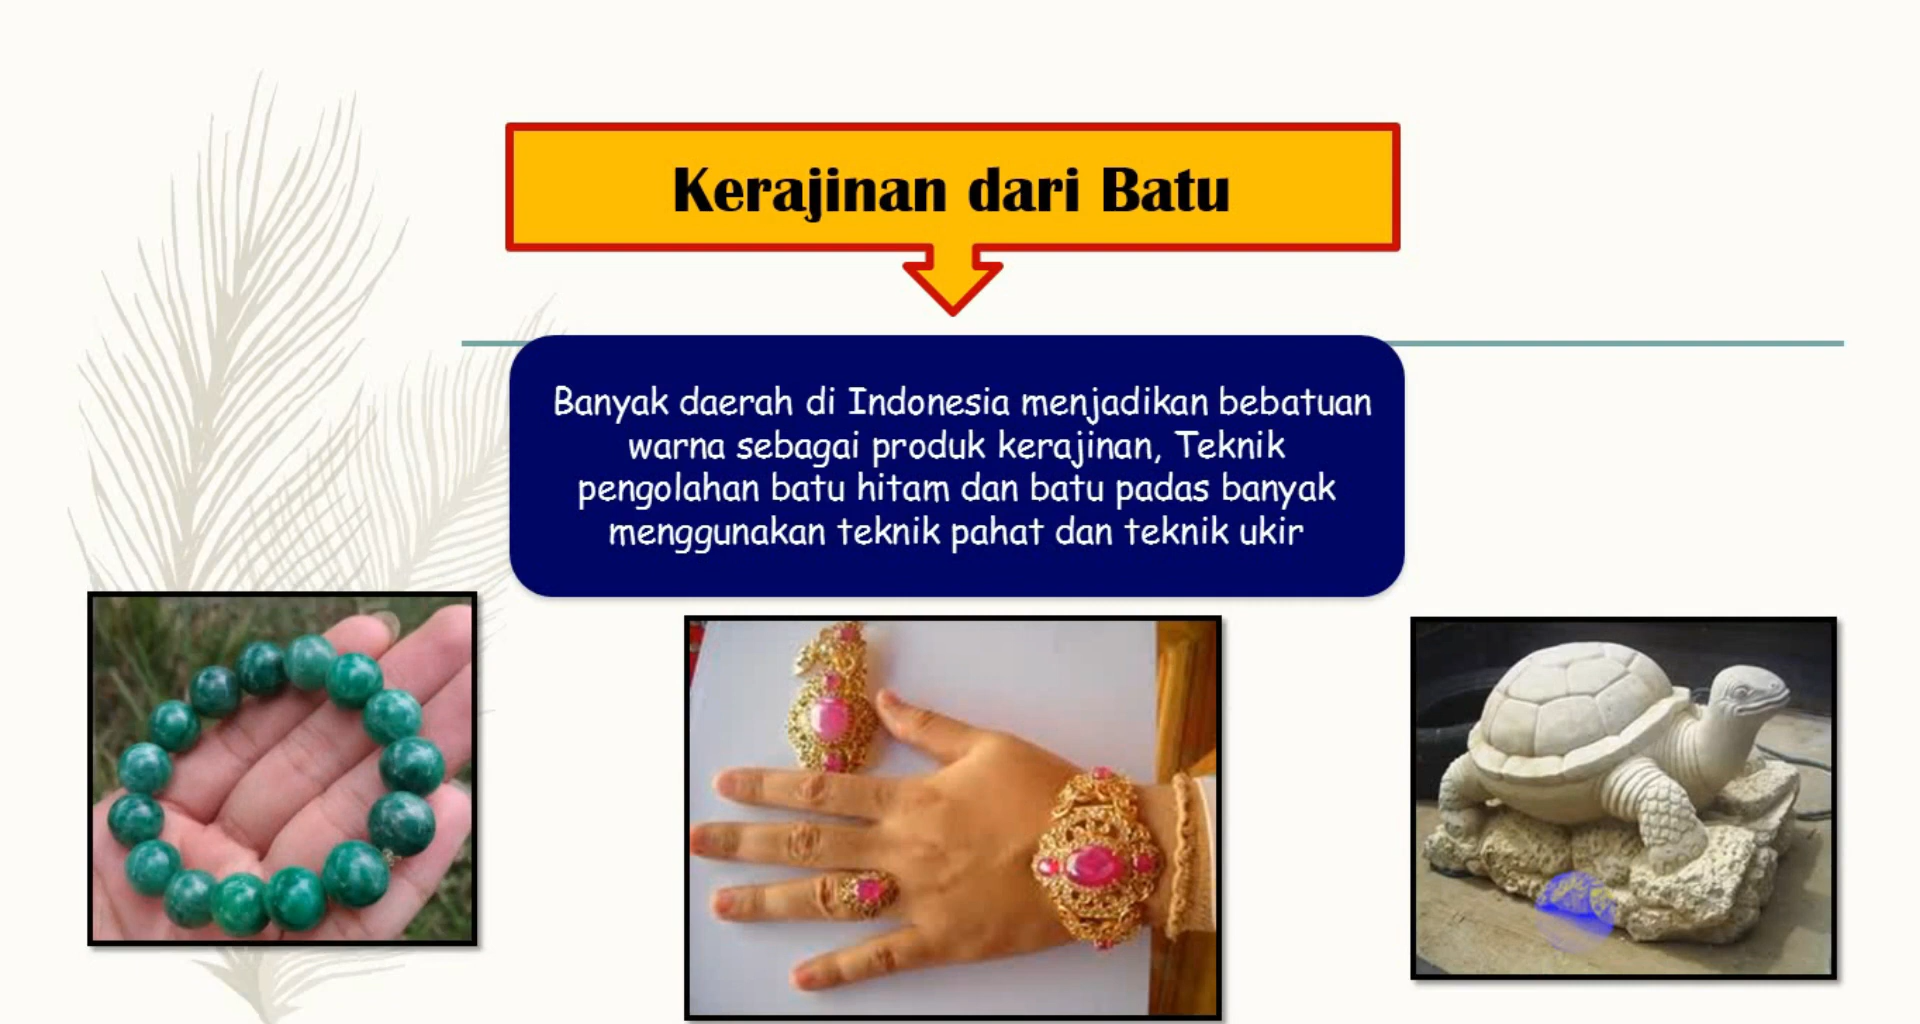 Kerajinan dari Batu
Banyak daerah di Indonesia menjadikan bebatuan
warna sebagai produk kerajinan, Teknik
pengolahan batu hitam dan batu padas banyak
menggunakan teknik pahat dan teknik ukir